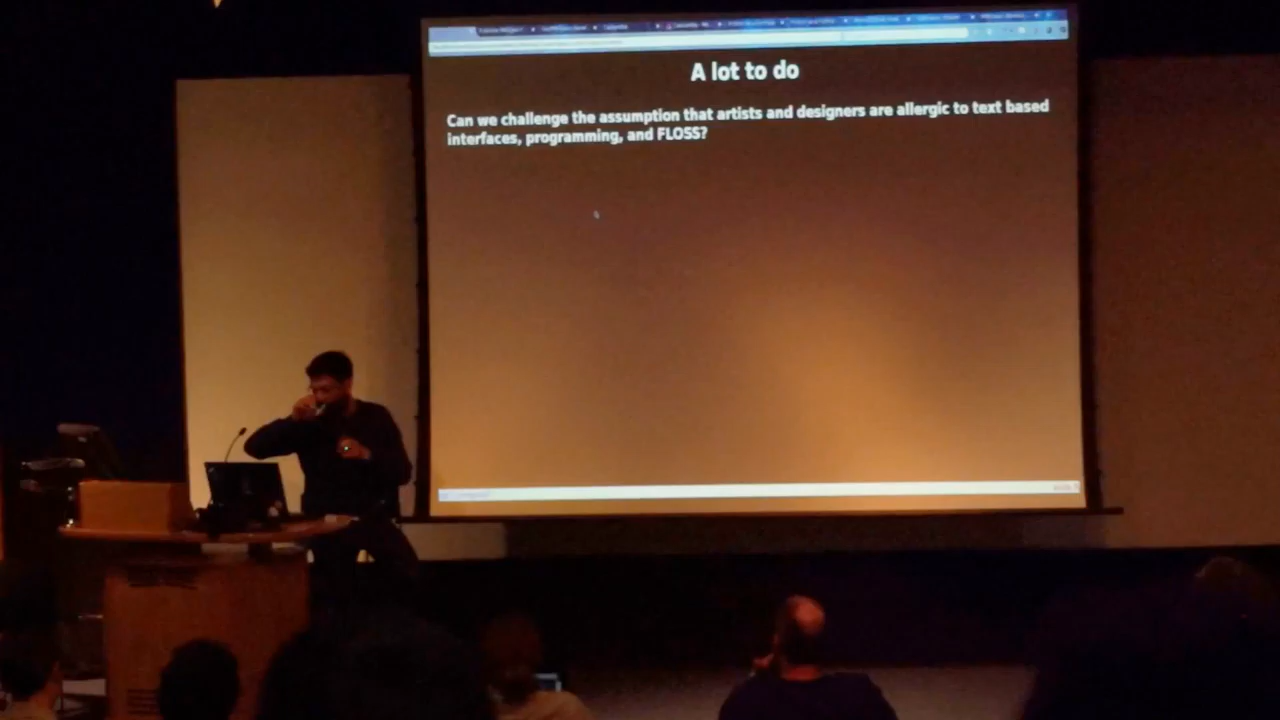 A lot to do
Can we challenge the assumption that artists and designers are allergic to text based
interfaces, programming, and FLOSS?